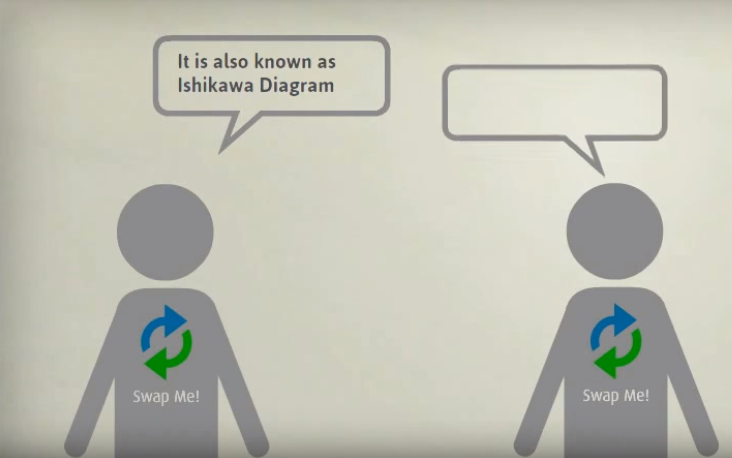 It is also known as
Ishikawa Diagram
Swap Me!
Swap Me!